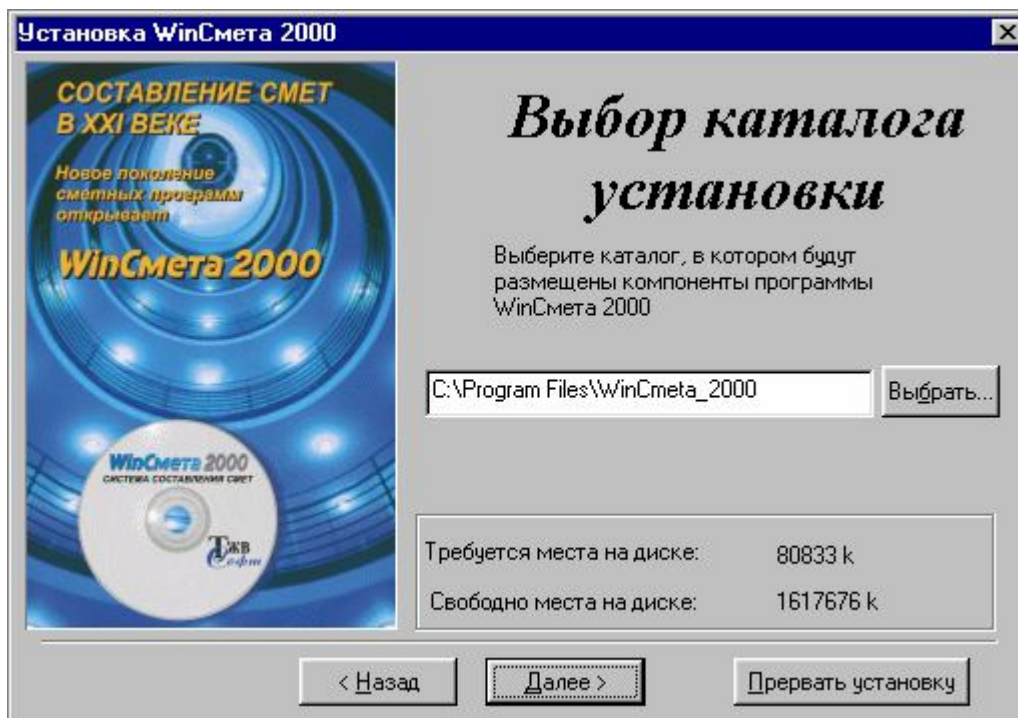 Установка WinСмета 2000
СОСТАВЛЕНИЕ СМЕТ
В XXI ВЕКЕ
Новое поколение
сметных программ
открывает
WinСмета 2000
WinСмета 2000
СИСТЕМА СОСТАВЛЕНИЯ СМЕТ
ТЖВ
Софт
Выбор каталога
установки
Выберите каталог, в котором будут
размещены компоненты программы
WinСмета 2000
C:\Program Files\WinCmeta_2000
Выбрать...
Требуется места на диске: 80833 k
Свободно места на диске: 1617676 k
< Назад
Далее >
Прервать установку